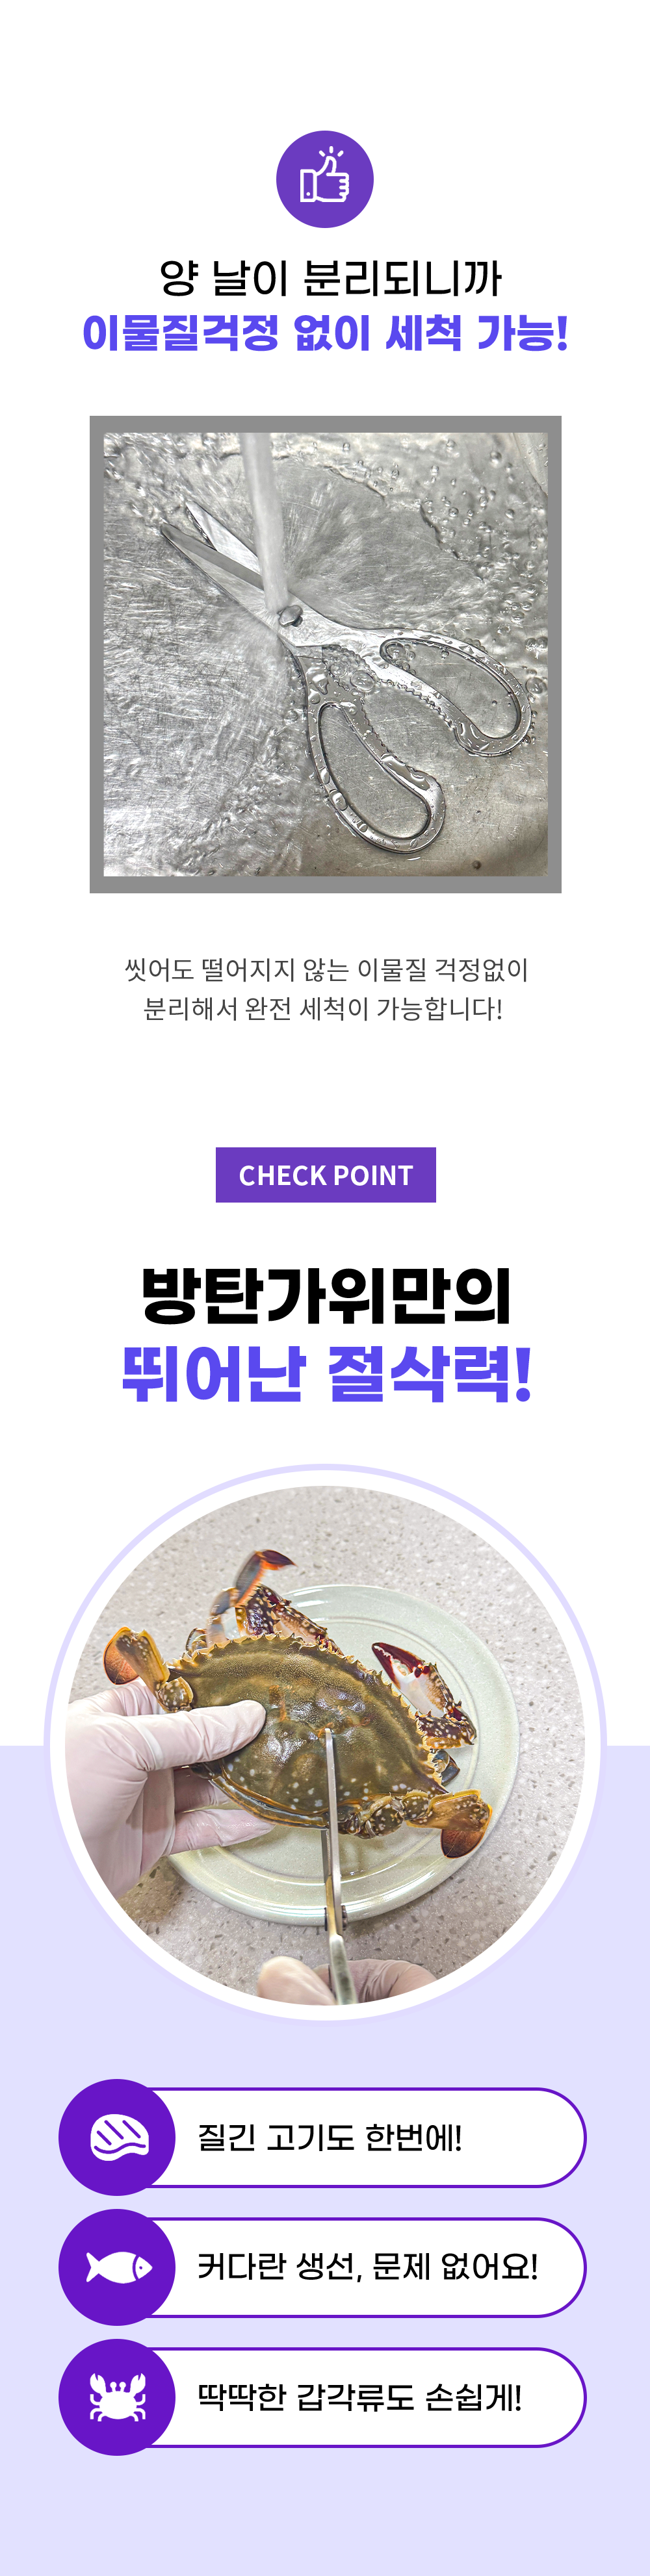 양 날이 분리되니까
이물질걱정 없이 세척 가능!
씻어도 떨어지지 않는 이물질 걱정없이
분리해서 완전 세척이 가능합니다!
CHECK POINT
방탄가위만의
뛰어난 절삭력!
질긴 고기도 한번에!
커다란 생선, 문제 없어요!
딱딱한 갑각류도 손쉽게!